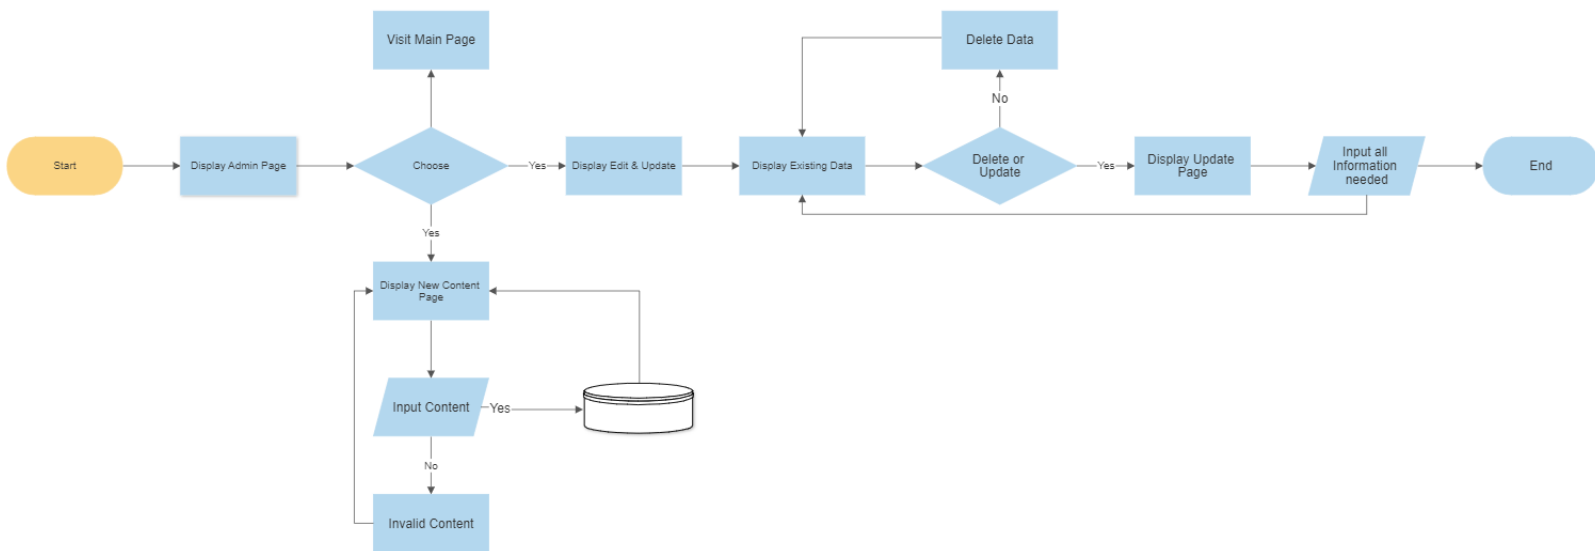 Visit Main Page
Delete Data
No
Start
Display Admin Page
Choose
Yes
Display Edit & Update
Display Existing Data
Delete or
Update
Yes
Display Update
Page
Input all
Information
needed
End
Yes
Display New Content
Page
Input Content
Yes
No
Invalid Content